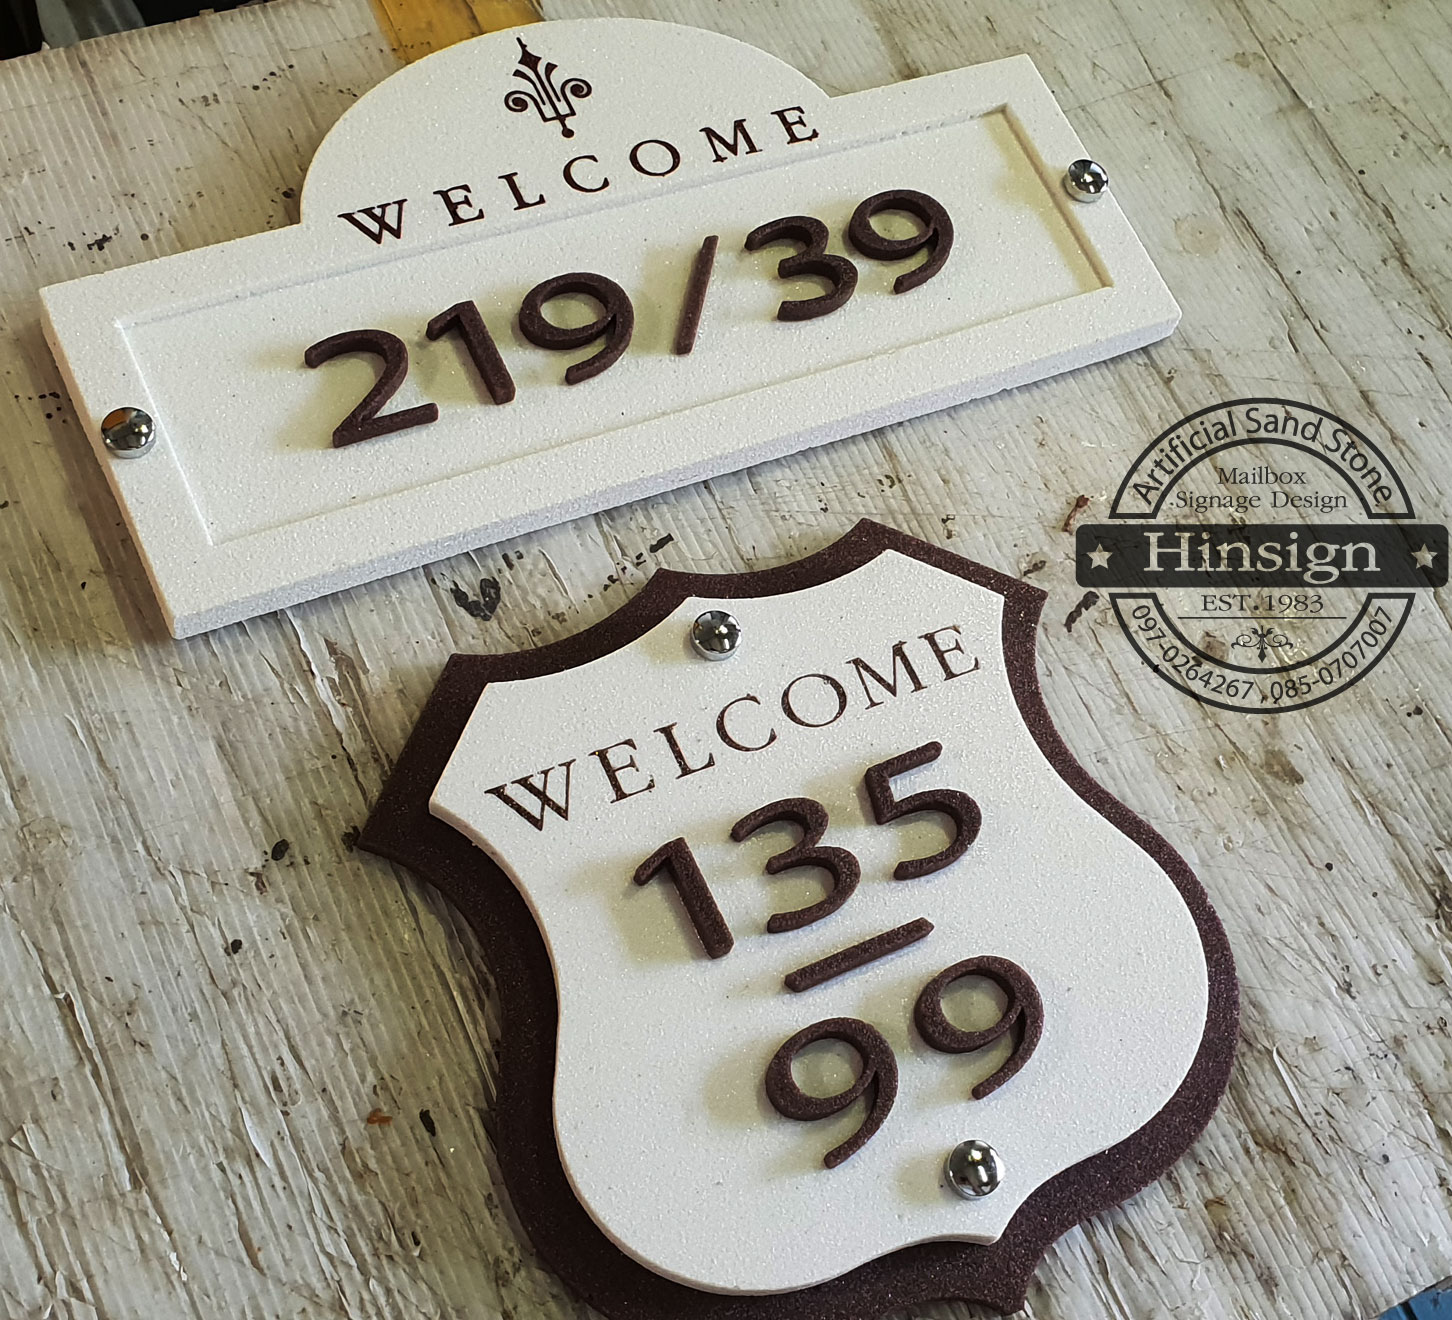 WELCOME
219/39
WELCOME
135
99
Artificial Sand Stone
Mailbox
Signage Design
Hinsign
EST.1983
097-0264267 , 085-0707007